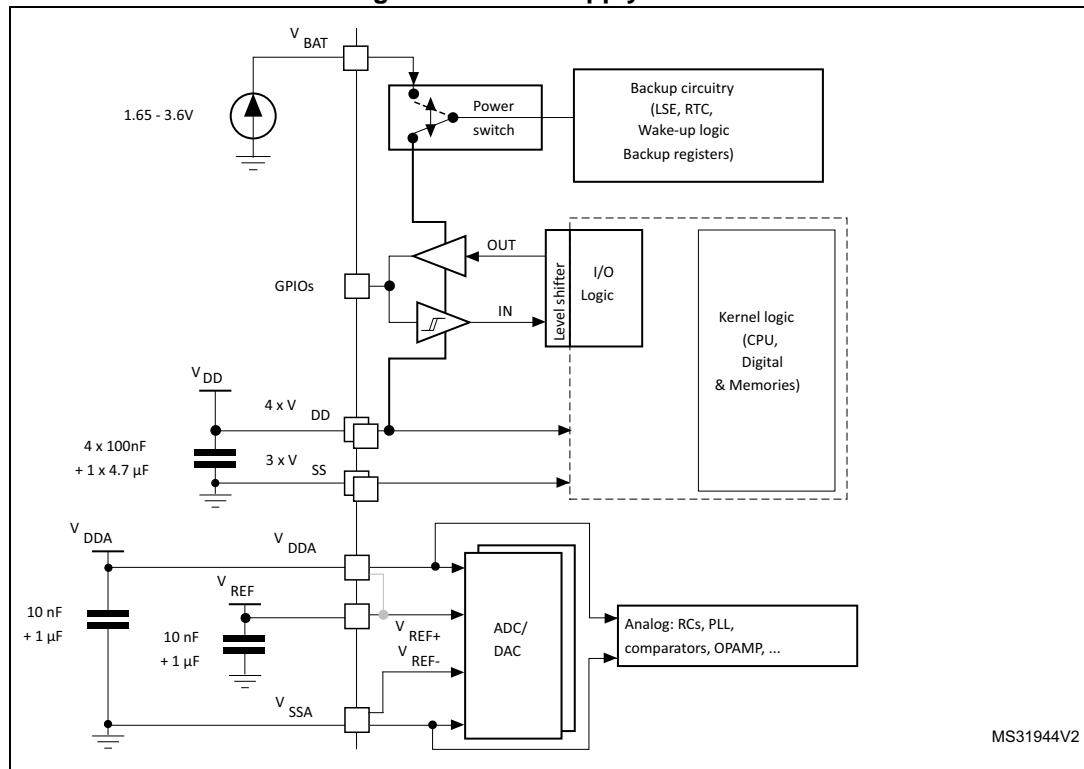 V BAT
1.65 - 3.6V
Power
switch
Backup circuitry
(LSE, RTC,
Wake-up logic
Backup registers)
OUT
GPIOs
IN
Level shifter
I/O
Logic
Kernel logic
(CPU,
Digital
& Memories)
V DD
4 x V DD
4 x 100nF
+ 1 x 4.7 µF
3 x V SS
V DDA
V DDA
V REF
10 nF
+ 1 µF
10 nF
+ 1 µF
V REF+
V REF-
ADC/
DAC
Analog: RCs, PLL,
comparators, OPAMP, ...
V SSA
MS31944V2